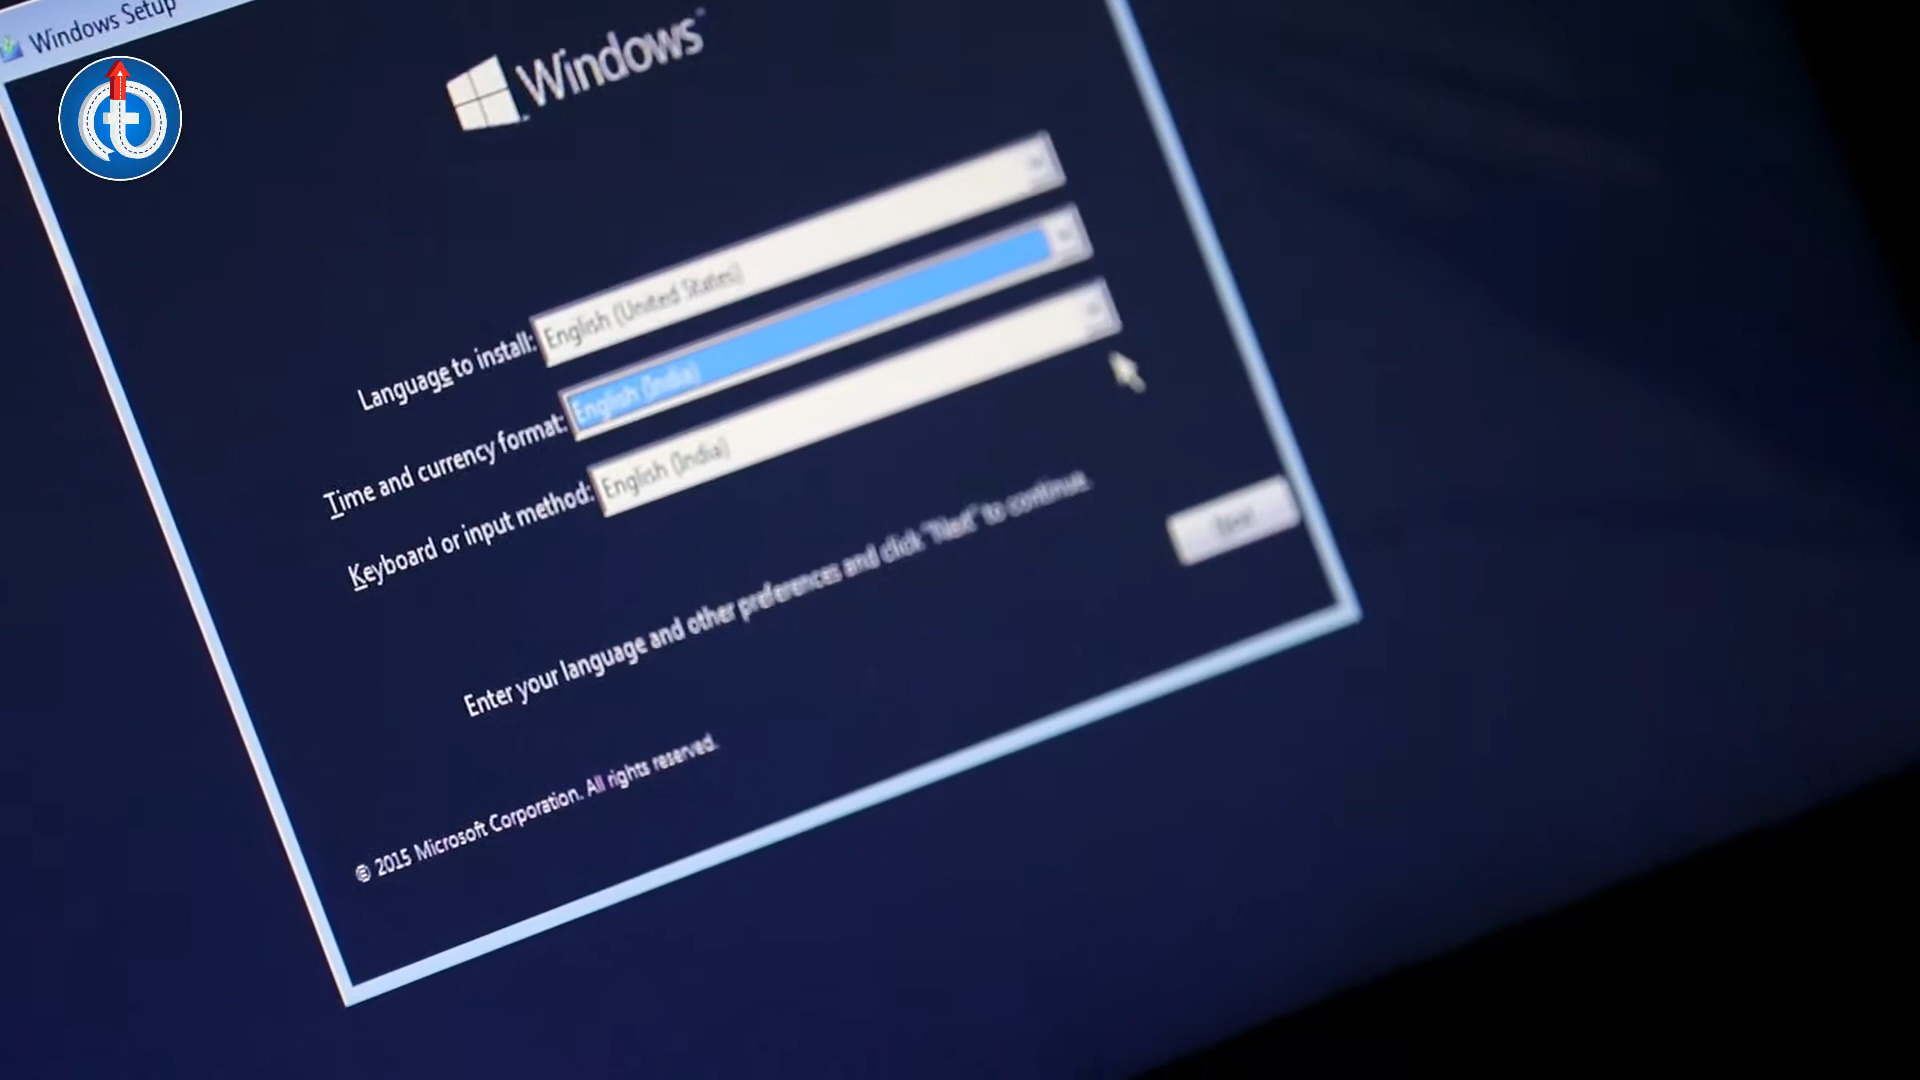 Windows Setup
Windows
Language to install: English (United States)
Time and currency format: English (India)
Keyboard or input method: English (India)
Enter your language and other preferences and click "Next" to continue.
Next
© 2015 Microsoft Corporation. All rights reserved.